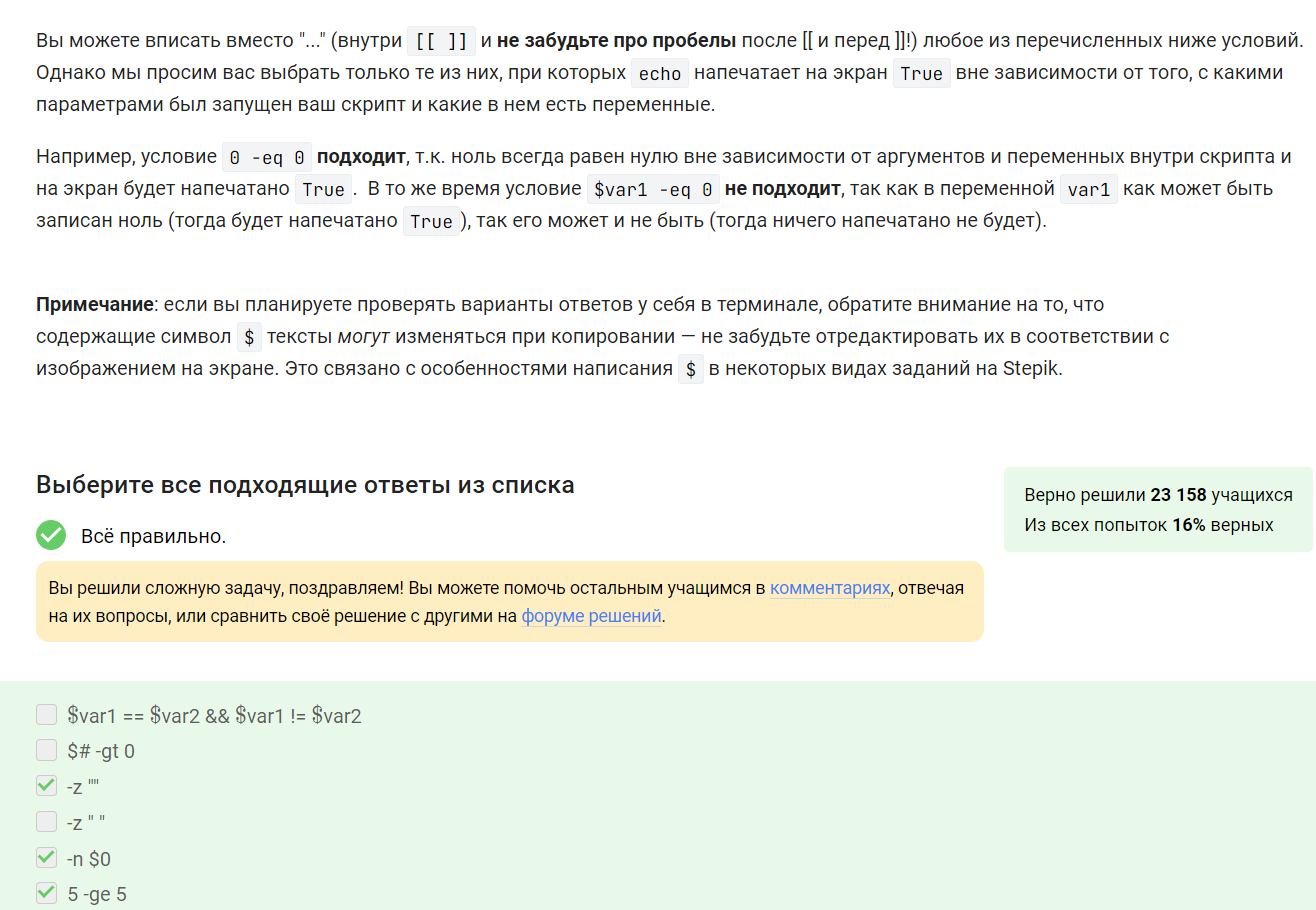 Вы можете вписать вместо "..." (внутри [[ ]] и не забудьте про пробелы после [[ и перед ]]!) любое из перечисленных ниже условий.
Однако мы просим вас выбрать только те из них, при которых echo напечатает на экран True вне зависимости от того, с какими
параметрами был запущен ваш скрипт и какие в нем есть переменные.
Например, условие 0 -eq 0 подходит, т.к. ноль всегда равен нулю вне зависимости от аргументов и переменных внутри скрипта и
на экран будет напечатано True. В то же время условие $var1 -eq 0 не подходит, так как в переменной var1 как может быть
записан ноль (тогда будет напечатано True), так его может и не быть (тогда ничего напечатано не будет).
Примечание: если вы планируете проверять варианты ответов у себя в терминале, обратите внимание на то, что
содержащие символ $ тексты могут изменяться при копировании — не забудьте отредактировать их в соответствии с
изображением на экране. Это связано с особенностями написания $ в некоторых видах заданий на Stepik.
Выберите все подходящие ответы из списка
Верно решили 23 158 учащихся
Из всех попыток 16% верных
Всё правильно.
Вы решили сложную задачу, поздравляем! Вы можете помочь остальным учащимся в комментариях, отвечая
на их вопросы, или сравнить своё решение с другими на форуме решений.
$var1 == $var2 && $var1 != $var2
$# -gt 0
-z ""
-z " "
-n $0
5 -ge 5